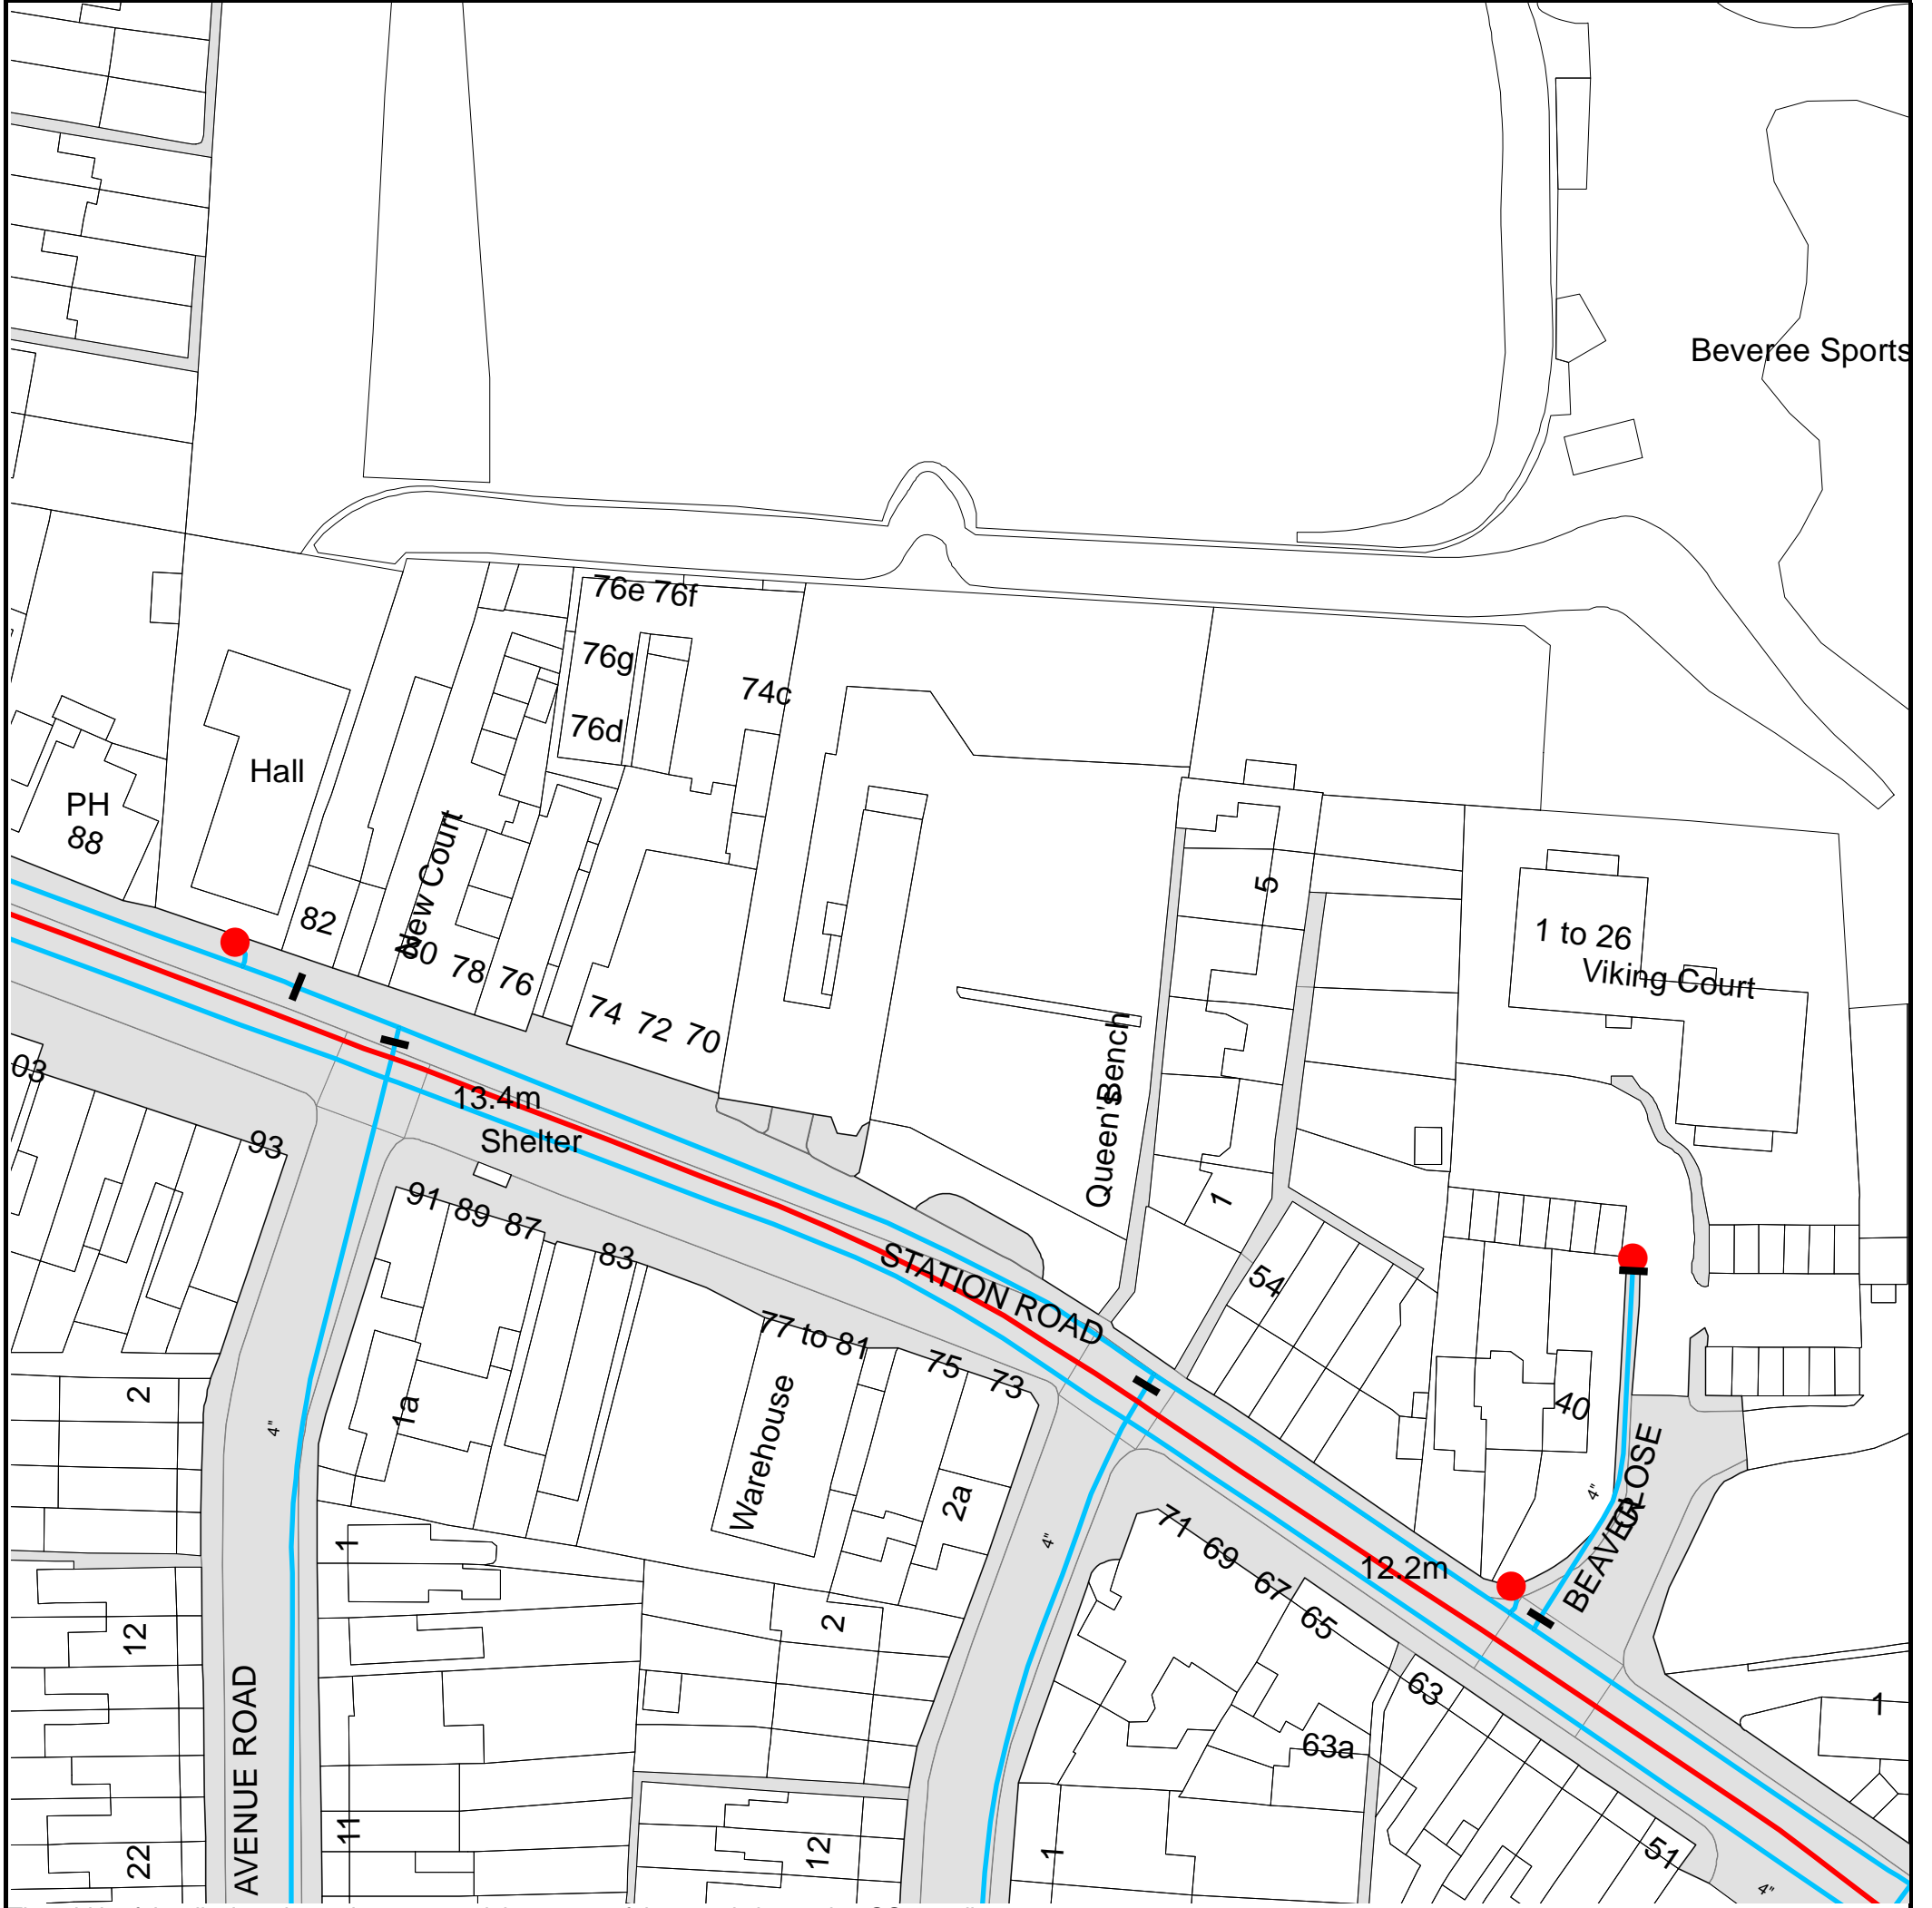 Beveree Sports
76e 76f
76g
74c
76d
Hall
PH
88
New Court
82
80 78 76
74 72 70
5
1 to 26
Viking Court
Queen's Bench
03
13.4m
Shelter
93
91 89 87
83
1
STATION ROAD
54
77 to 81
75 73
2
1a
4"
Warehouse
2a
40
4"
BEAVER CLOSE
4"
1
71 69 67 65
12.2m
12
2
63
63a
1
AVENUE ROAD
22
11
12
1
51
4"